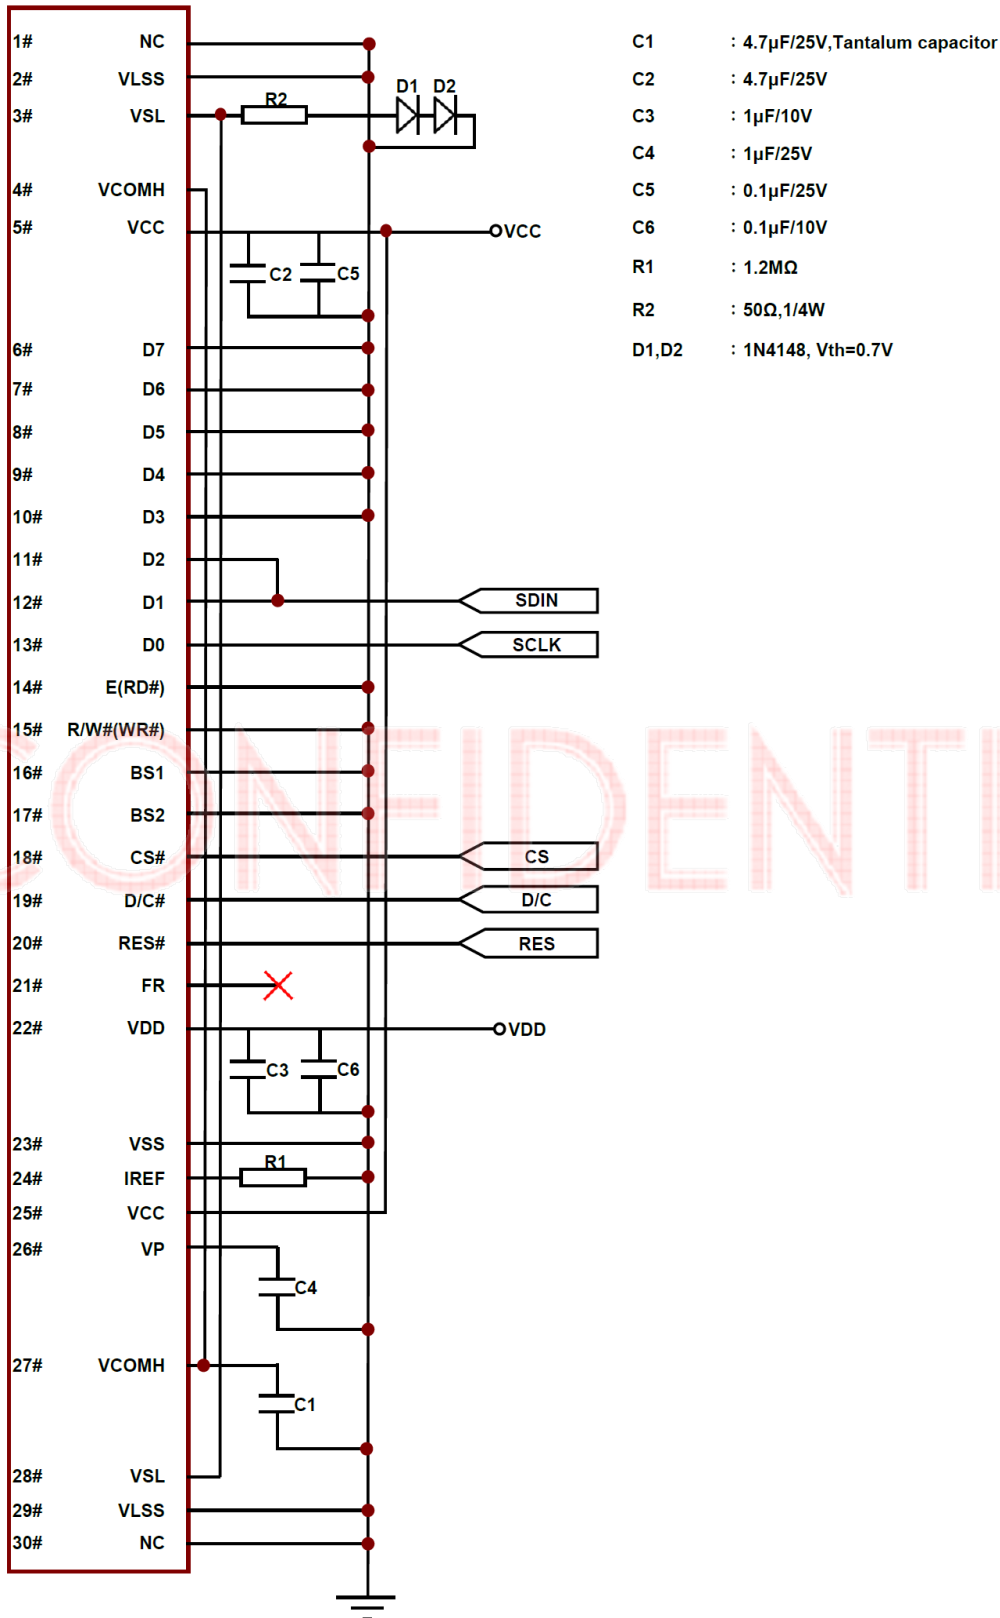 1# NC
2# VLSS
3# VSL
4# VCOMH
5# VCC
6# D7
7# D6
8# D5
9# D4
10# D3
11# D2
12# D1
13# D0
14# E(RD#)
15# R/W#(WR#)
16# BS1
17# BS2
18# CS#
19# D/C#
20# RES#
21# FR
22# VDD
23# VSS
24# IREF
25# VCC
26# VP
27# VCOMH
28# VSL
29# VLSS
30# NC
R2
D1 D2
VCC
C2 C5
SDIN
SCLK
CS
D/C
RES
VDD
C3 C6
R1
C4
C1
C1 : 4.7µF/25V,Tantalum capacitor
C2 : 4.7µF/25V
C3 : 1µF/10V
C4 : 1µF/25V
C5 : 0.1µF/25V
C6 : 0.1µF/10V
R1 : 1.2MΩ
R2 : 50Ω,1/4W
D1,D2 : 1N4148, Vth=0.7V
CONFIDENTI